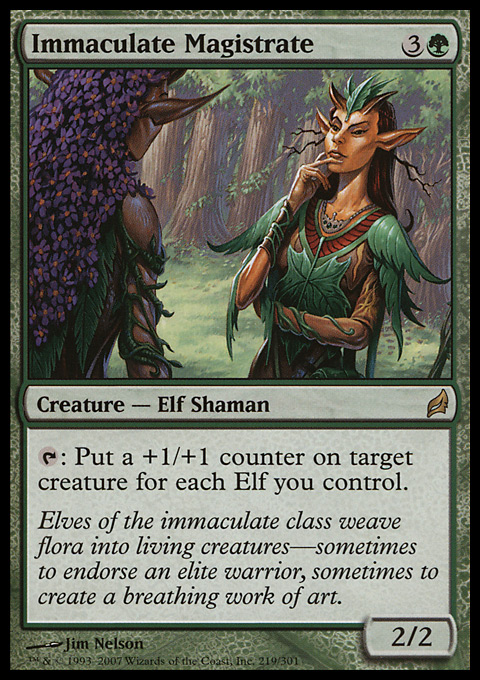 Immaculate Magistrate 3
Creature — Elf Shaman
: Put a +1/+1 counter on target
creature for each Elf you control.
Elves of the immaculate class weave
flora into living creatures—sometimes
to endorse an elite warrior, sometimes to
create a breathing work of art.
2/2
Jim Nelson
™ & © 1993–2007 Wizards of the Coast, Inc. 219/301